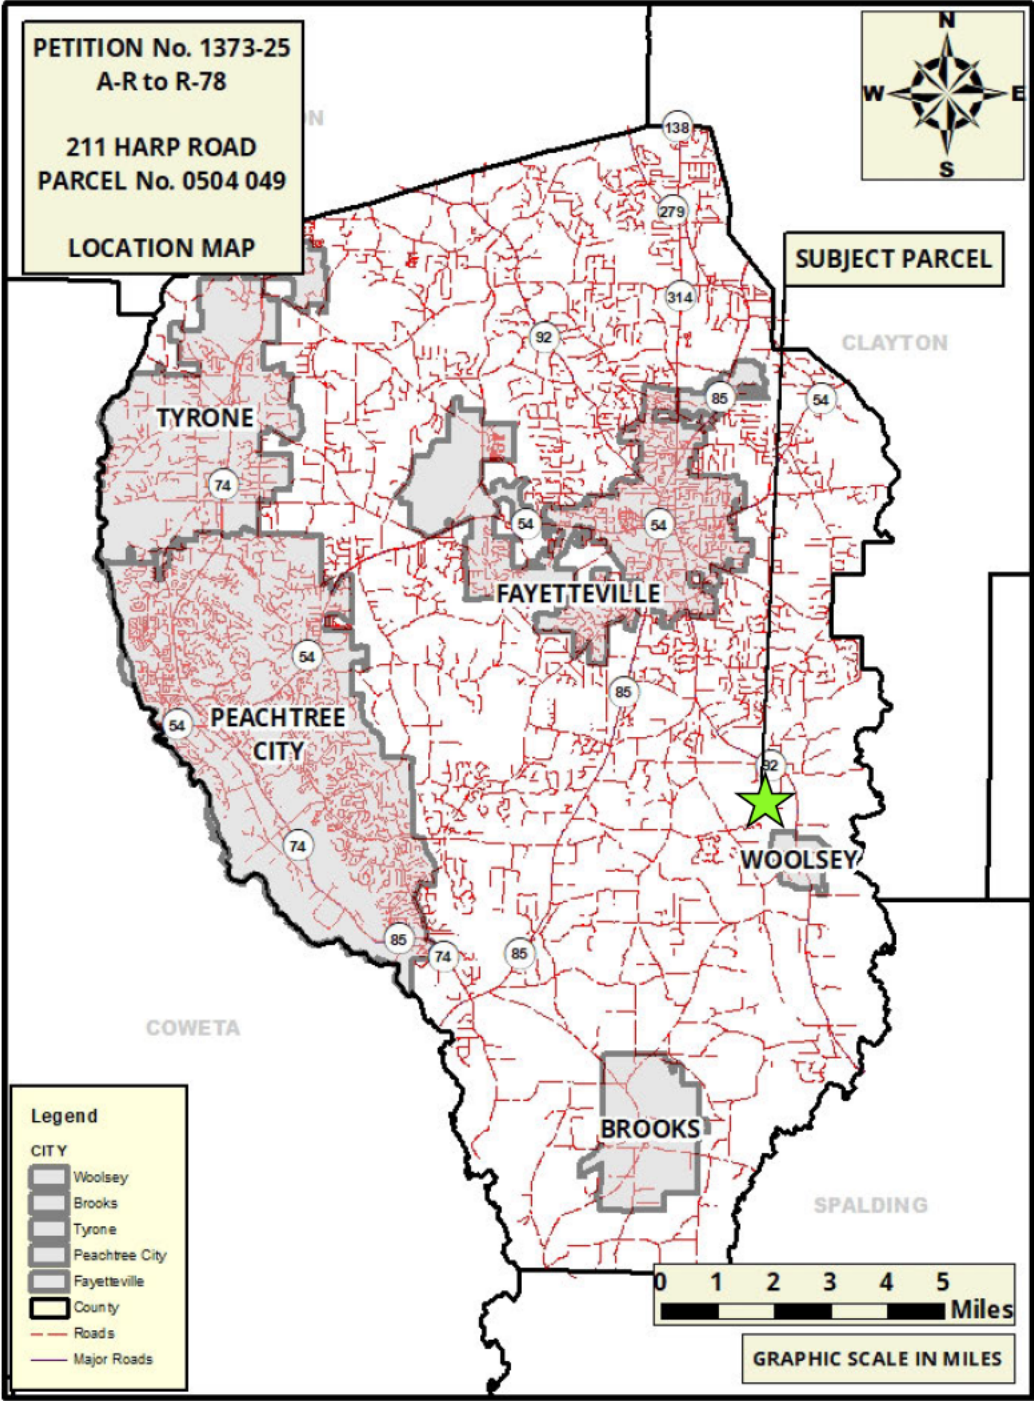 PETITION No. 1373-25
A-R to R-78
211 HARP ROAD
PARCEL No. 0504 049
LOCATION MAP
N
W
E
S
138
279
SUBJECT PARCEL
314
92
CLAYTON
85
54
TYRONE
74
54
54
FAYETTEVILLE
54
85
54
PEACHTREE
CITY
92
74
WOOLSEY
85
74
85
COWETA
BROOKS
SPALDING
Legend
CITY
Woolsey
Brooks
Tyrone
Peachtree City
Fayetteville
County
Roads
Major Roads
0 1 2 3 4 5
Miles
GRAPHIC SCALE IN MILES